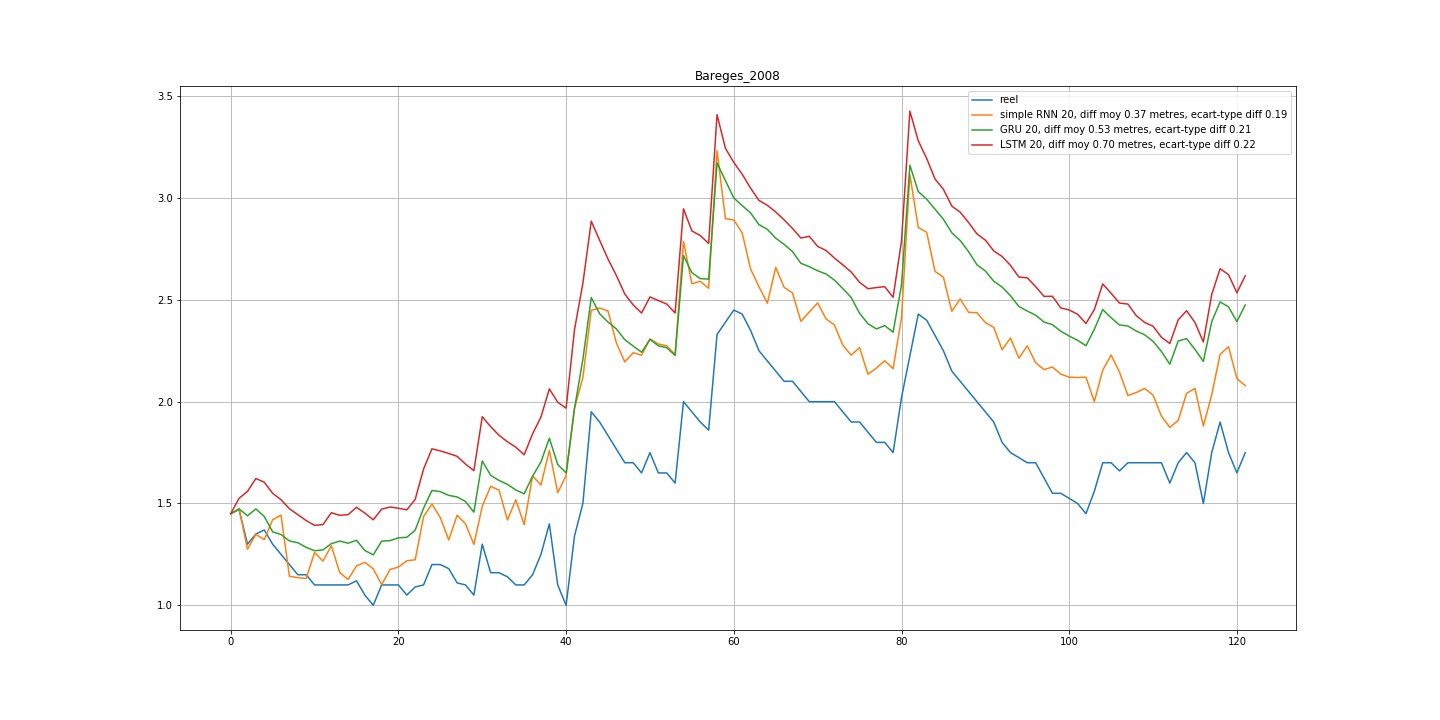 Bareges_2008
reel
simple RNN 20, diff moy 0.37 metres, ecart-type diff 0.19
GRU 20, diff moy 0.53 metres, ecart-type diff 0.21
LSTM 20, diff moy 0.70 metres, ecart-type diff 0.22
3.5
3.0
2.5
2.0
1.5
1.0
0 20 40 60 80 100 120